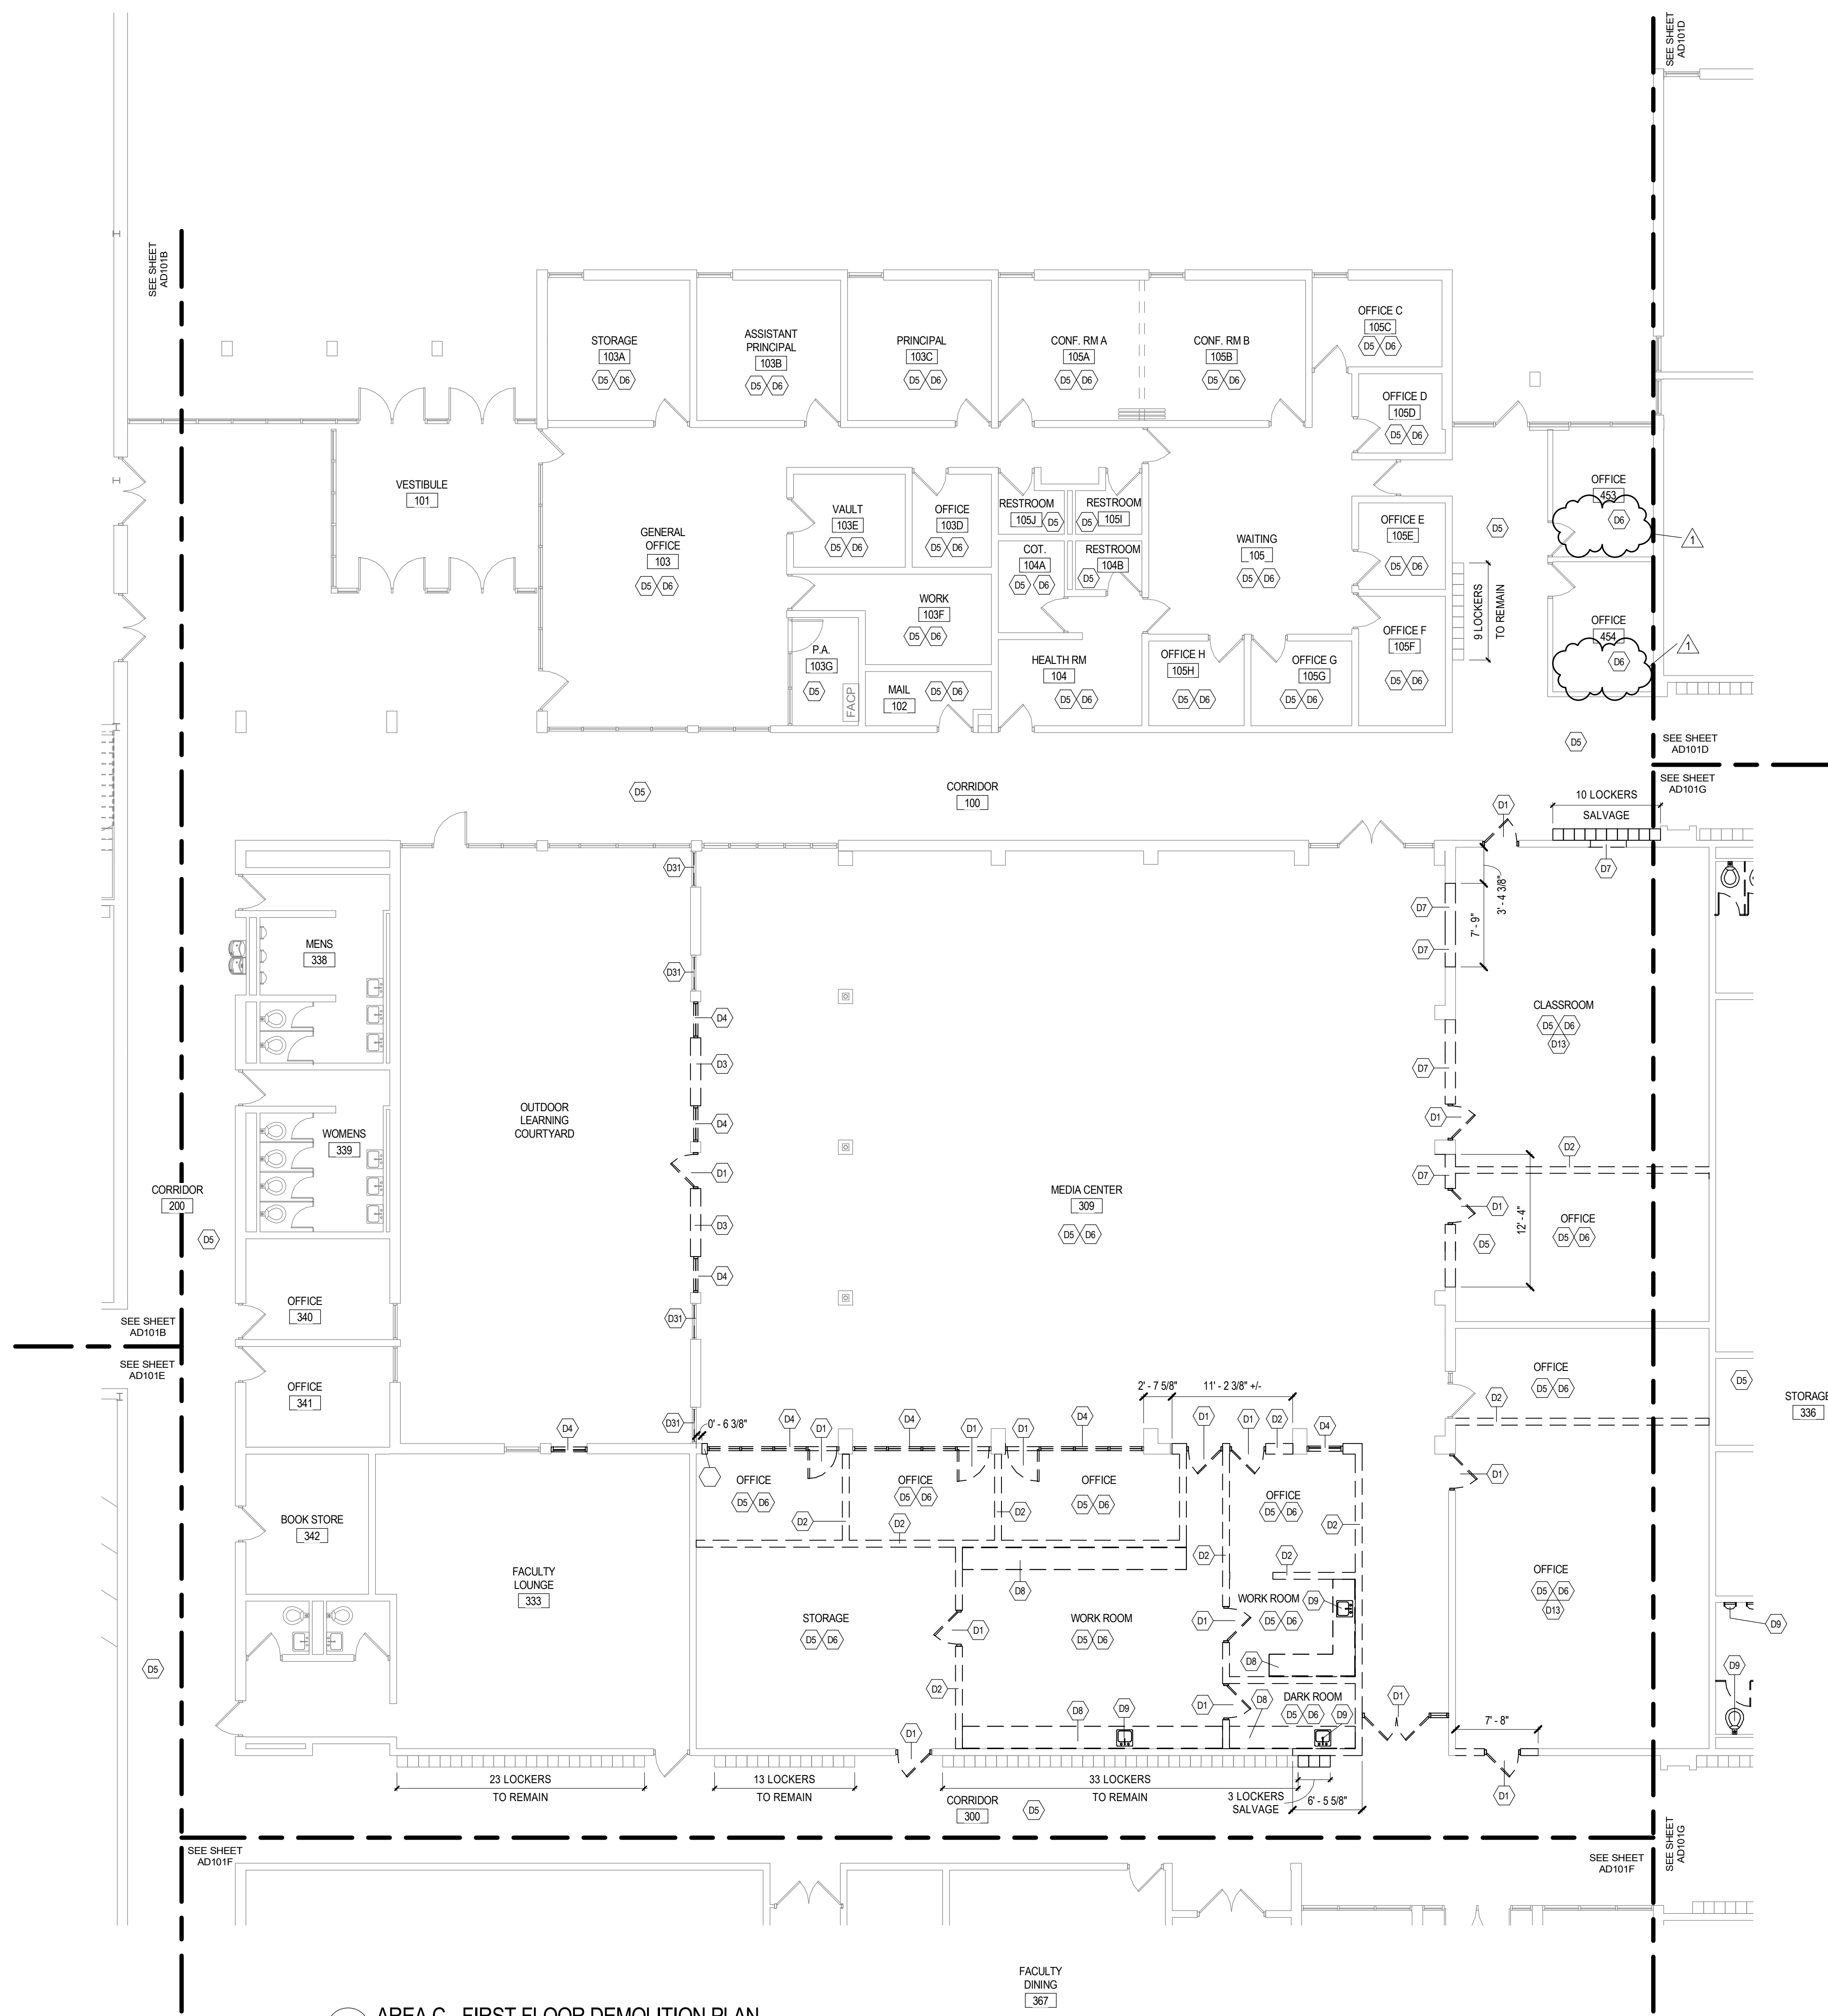 SEE SHEET
AD101D
SEE SHEET
AD101B
STORAGE
103A
D5 D6
ASSISTANT
PRINCIPAL
103B
D5 D6
PRINCIPAL
103C
D5 D6
CONF. RM A
105A
D5 D6
CONF. RM B
105B
D5 D6
OFFICE C
105C
D5 D6
OFFICE D
105D
D5 D6
VESTIBULE
101
GENERAL
OFFICE
103
D5 D6
VAULT
103E
D5 D6
OFFICE
103D
D5 D6
RESTROOM
105J D5
RESTROOM
D5 105I
COT.
104A
D5 D6
RESTROOM
104B
D5
WAITING
105
D5 D6
OFFICE E
105E
D5 D6
D5
OFFICE
453
D6
1
WORK
103F
D5 D6
P.A.
103G
D5
FACP
MAIL
102
D5 D6
HEALTH RM
104
D5 D6
OFFICE H
105H
D5 D6
OFFICE G
105G
D5 D6
OFFICE F
105F
D5 D6
9 LOCKERS
TO REMAIN
OFFICE
454
D6
1
D5
SEE SHEET
AD101D
SEE SHEET
AD101G
D5
CORRIDOR
100
D1
10 LOCKERS
SALVAGE
D7
D31
D31
D4
D3
D4
D1
D3
D4
D31
D31
3' - 4 3/8"
7' - 9"
D7
D7
D7
D1
D7
CLASSROOM
D5 D6
D13
D2
D1
D5
12' - 4"
OFFICE
D5 D6
MENS
338
WOMENS
339
OUTDOOR
LEARNING
COURTYARD
MEDIA CENTER
309
D5 D6
CORRIDOR
200
D5
OFFICE
340
SEE SHEET
AD101B
SEE SHEET
AD101E
OFFICE
341
OFFICE
D5 D6
D2
D5
STORAGE
336
D4
0' - 6 3/8"
D4
D1
D4
D1
D1
D4
2' - 7 5/8"
11' - 2 3/8" +/-
D1
D1
D2
D4
OFFICE
D5 D6
OFFICE
D5 D6
OFFICE
D5 D6
OFFICE
D5 D6
D2
D2
D2
D2
D2
D2
D1
BOOK STORE
342
FACULTY
LOUNGE
333
STORAGE
D5 D6
D8
WORK ROOM
D5 D6
D1
D1
WORK ROOM
D5 D6
D9
D8
OFFICE
D5 D6
D13
D9
D9
D5
D2
D8
D9
D1
D8
DARK ROOM
D5 D6
D9
D1
7' - 8"
D1
D1
23 LOCKERS
TO REMAIN
13 LOCKERS
TO REMAIN
33 LOCKERS
TO REMAIN
3 LOCKERS
SALVAGE
6' - 5 5/8"
CORRIDOR
300
D5
SEE SHEET
AD101F
SEE SHEET
AD101F
SEE SHEET
AD101G
FACULTY
DINING
367
AREA C - FIRST FLOOR DEMOLITION PLAN